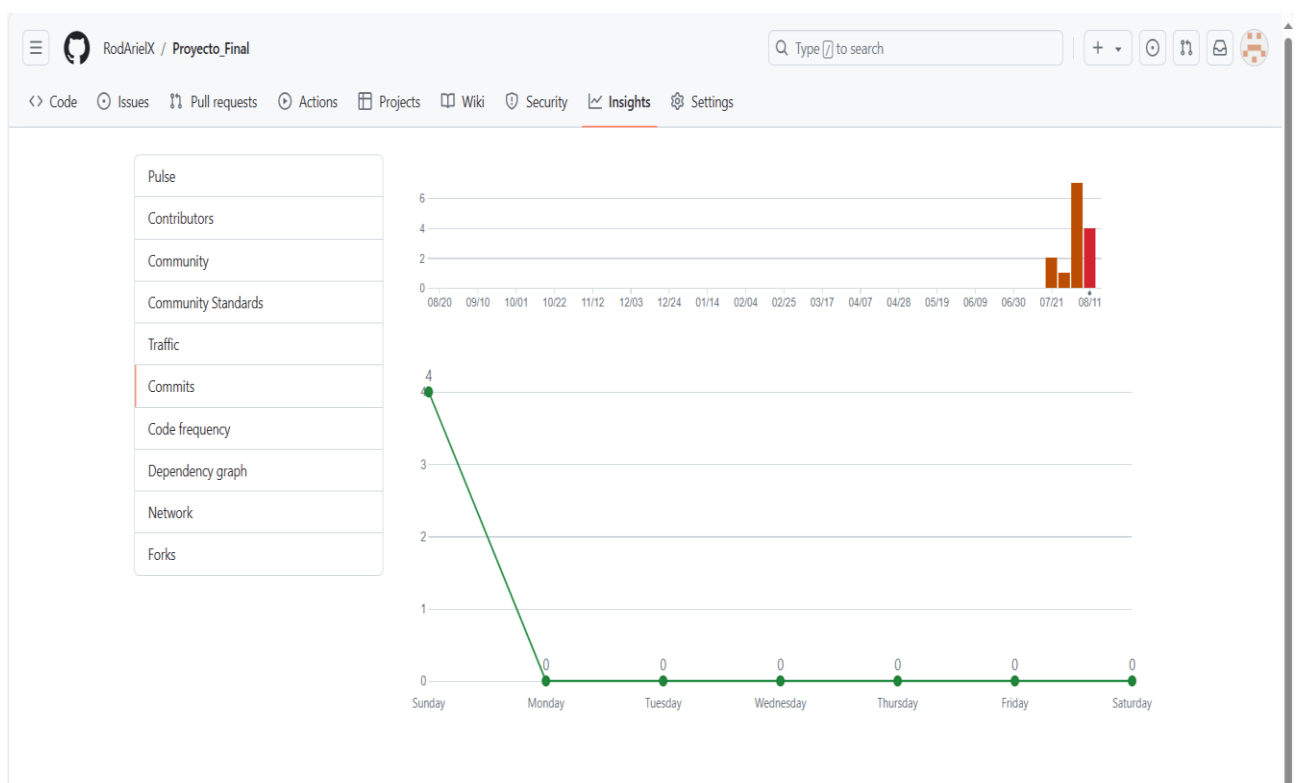 RodArielX / Proyecto_Final
Type / to search
Code Issues Pull requests Actions Projects Wiki Security Insights Settings
Pulse
Contributors
Community
Community Standards
Traffic
Commits
Code frequency
Dependency graph
Network
Forks
6
4
2
0
08/20 09/10 10/01 10/22 11/12 12/03 12/24 01/14 02/04 02/25 03/17 04/07 04/28 05/19 06/09 06/30 07/21 08/11
4
4
3
2
1
0 0 0 0 0 0
0
Sunday Monday Tuesday Wednesday Thursday Friday Saturday